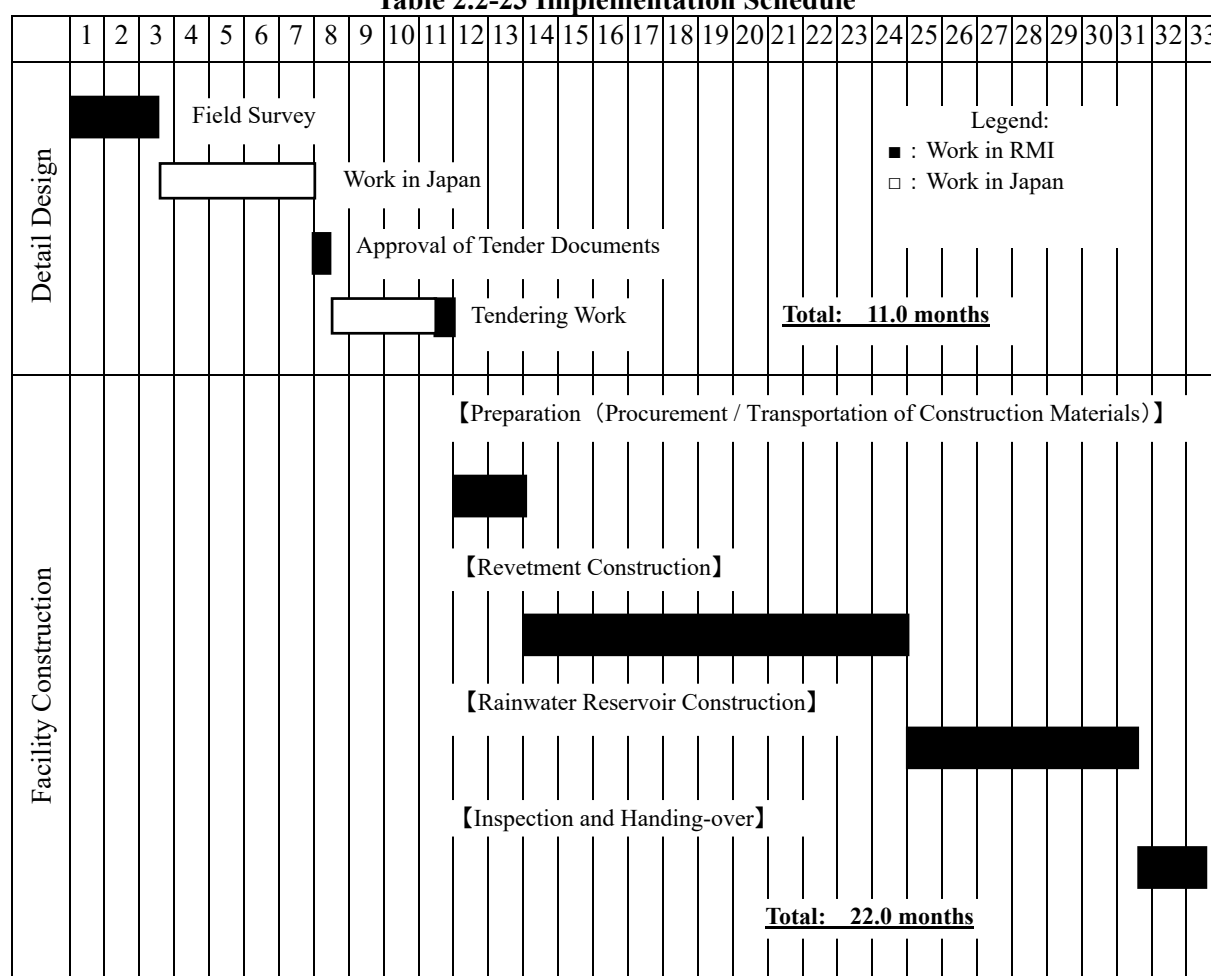 Table 2.2-25 Implementation Schedule
1 2 3 4 5 6 7 8 9 10 11 12 13 14 15 16 17 18 19 20 21 22 23 24 25 26 27 28 29 30 31 32 33
Detail Design
Field Survey
Legend:
■ : Work in RMI
□ : Work in Japan
Work in Japan
Approval of Tender Documents
Tendering Work
Total: 11.0 months
Facility Construction
【Preparation（Procurement / Transportation of Construction Materials）】
【Revetment Construction】
【Rainwater Reservoir Construction】
【Inspection and Handing-over】
Total: 22.0 months